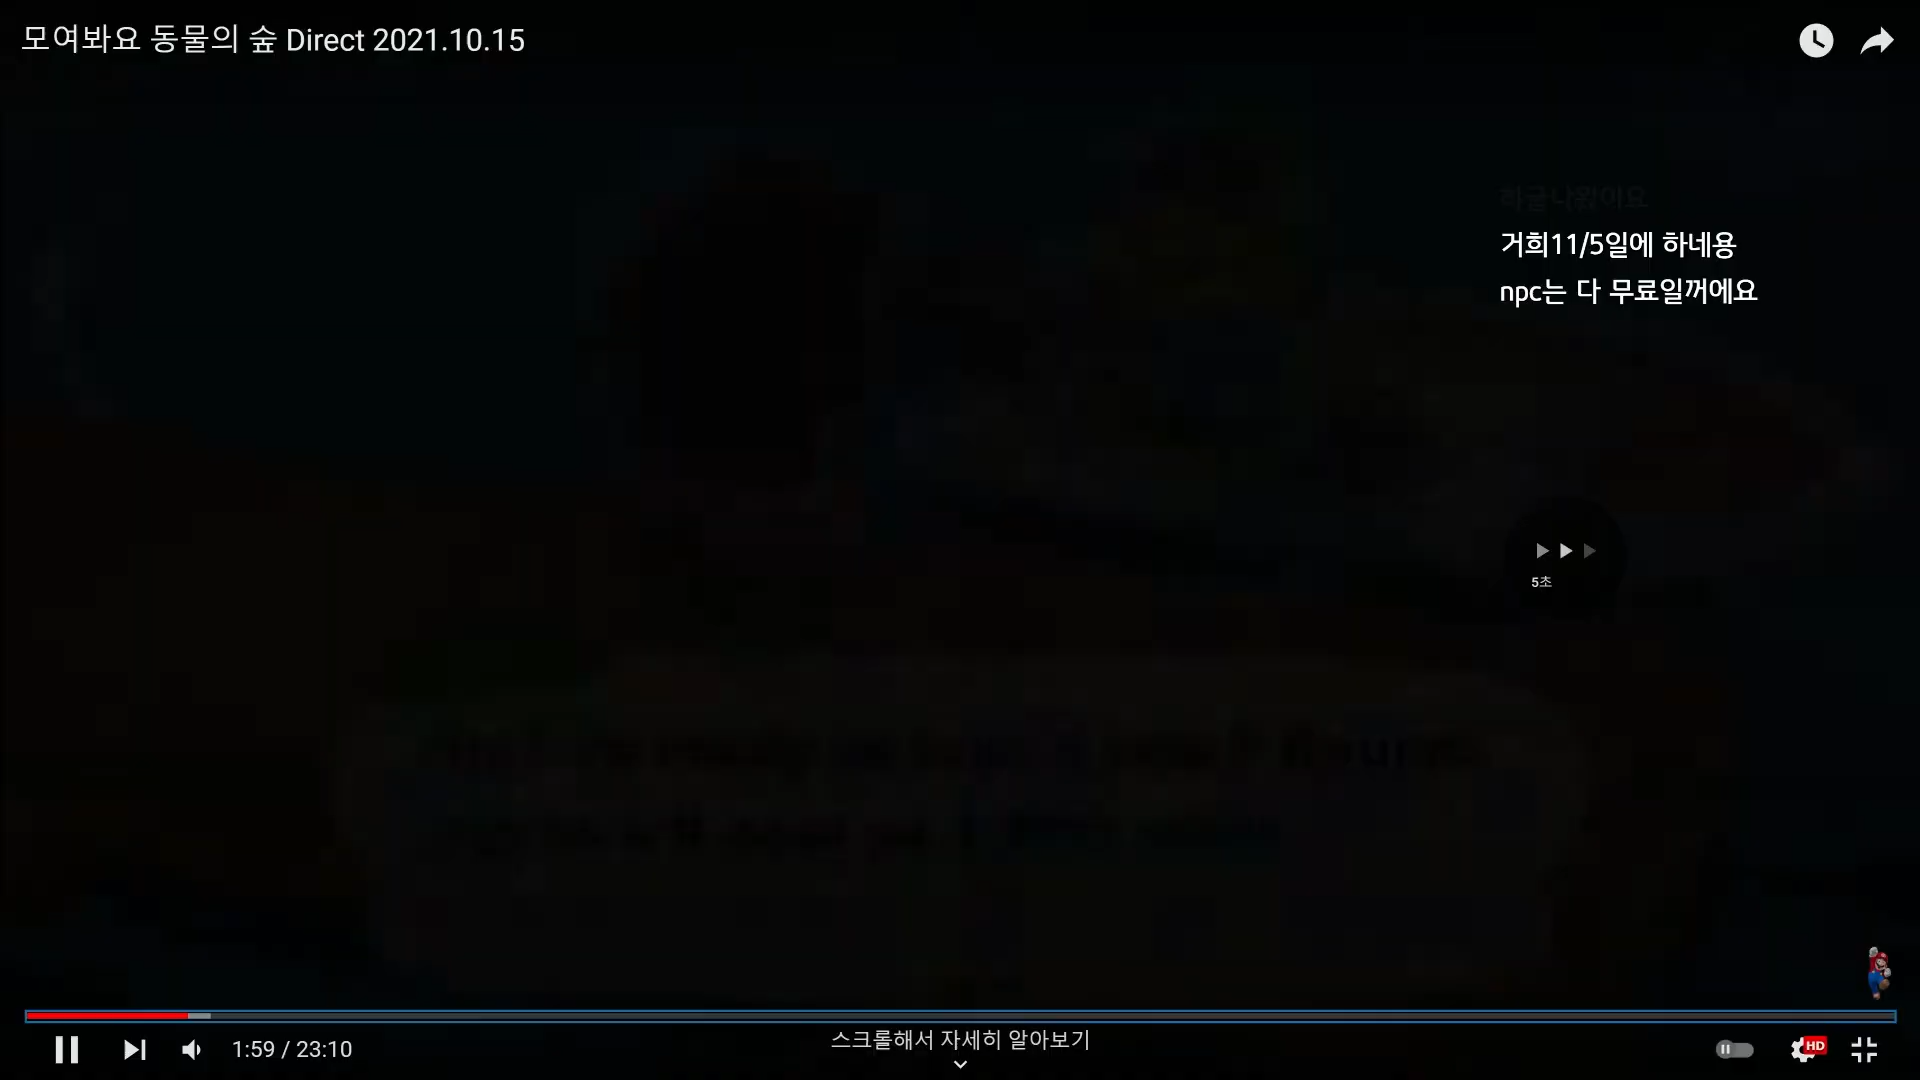 모여봐요 동물의 숲 Direct 2021.10.15
거희11/5일에 하네용
npc는 다 무료일꺼에요
5초
1:59 / 23:10
스크롤해서 자세히 알아보기
HD